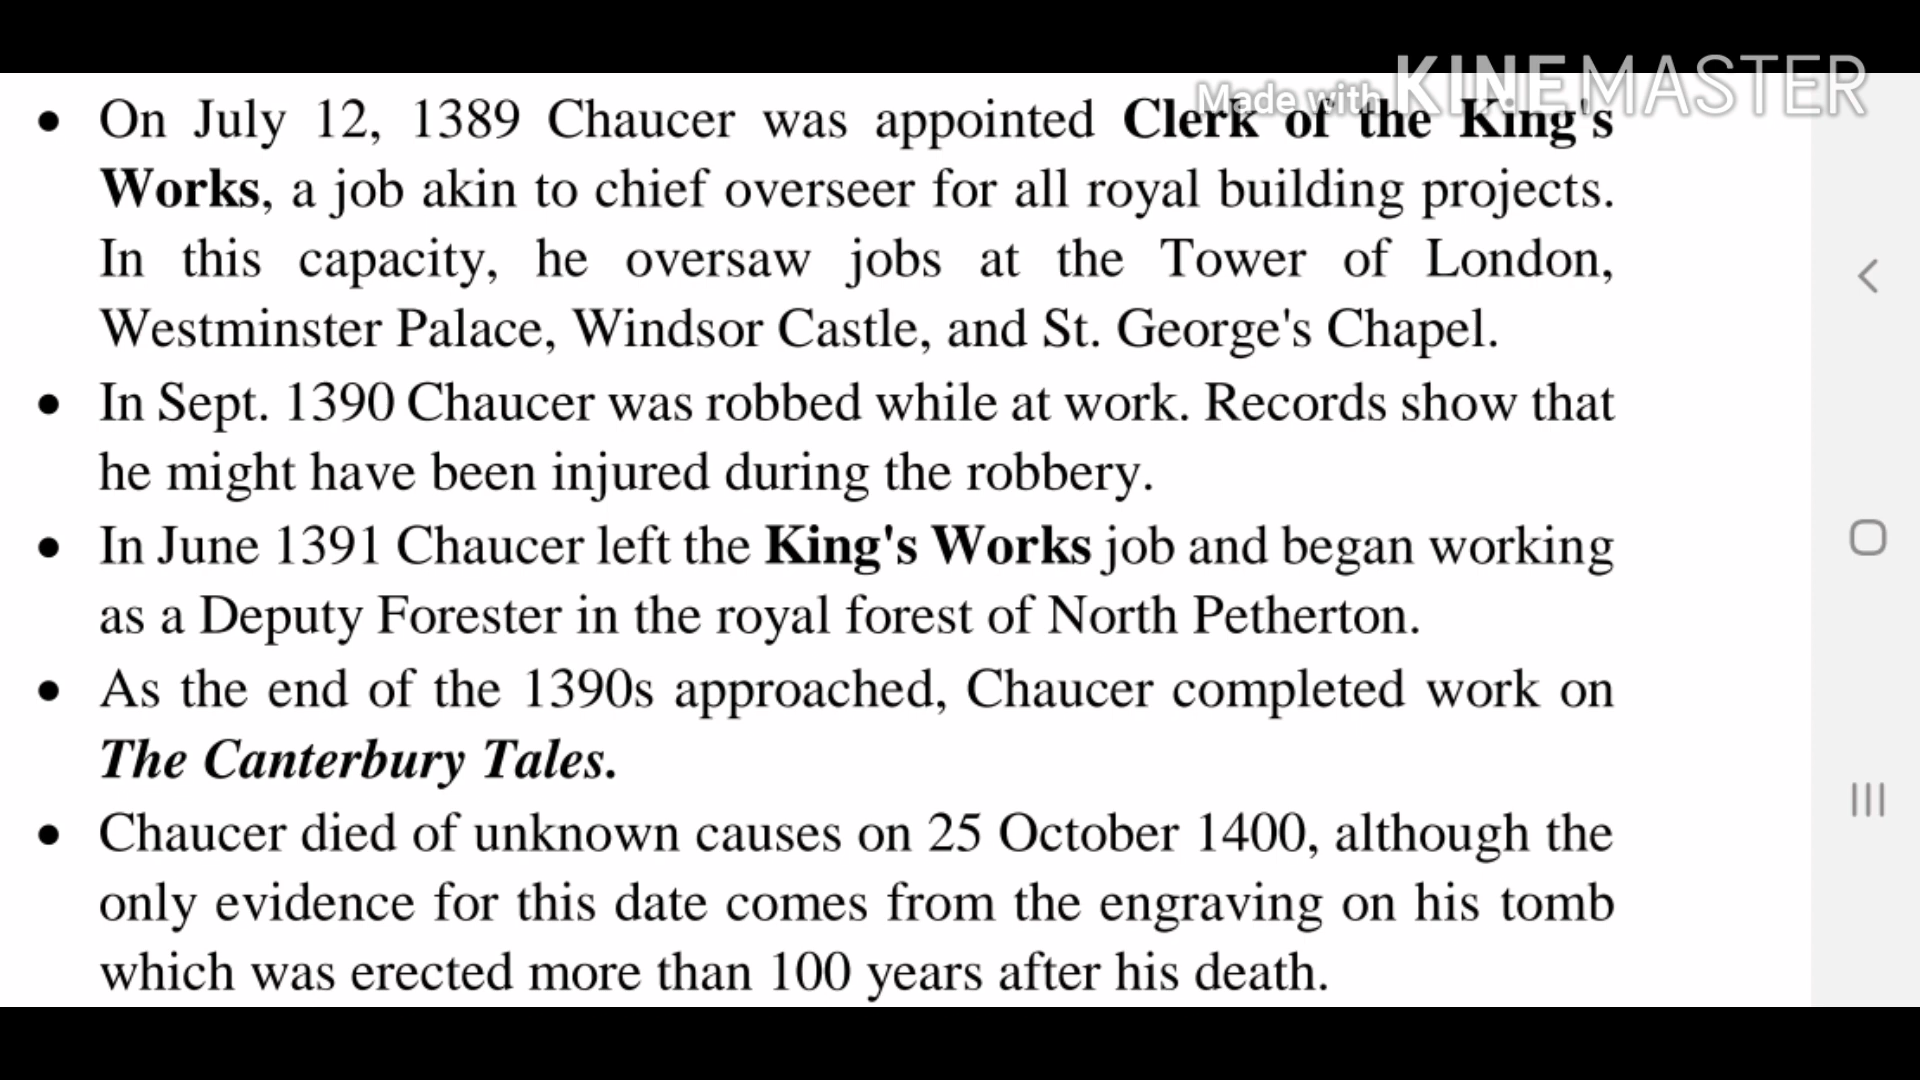 Made with KINEMASTER
• On July 12, 1389 Chaucer was appointed Clerk of the King's
Works, a job akin to chief overseer for all royal building projects.
In this capacity, he oversaw jobs at the Tower of London,
Westminster Palace, Windsor Castle, and St. George's Chapel.
• In Sept. 1390 Chaucer was robbed while at work. Records show that
he might have been injured during the robbery.
• In June 1391 Chaucer left the King's Works job and began working
as a Deputy Forester in the royal forest of North Petherton.
• As the end of the 1390s approached, Chaucer completed work on
The Canterbury Tales.
• Chaucer died of unknown causes on 25 October 1400, although the
only evidence for this date comes from the engraving on his tomb
which was erected more than 100 years after his death.